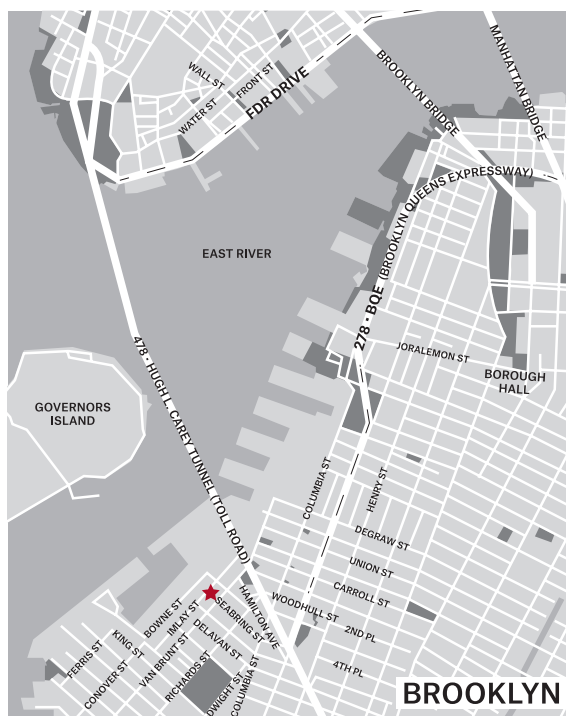 MANHATTAN BRIDGE
BROOKLYN BRIDGE
WALL ST
FRONT ST
WATER ST
FDR DRIVE
278 • BQE (BROOKLYN QUEENS EXPRESSWAY)
EAST RIVER
JORALEMON ST
BOROUGH
HALL
478 • HUGH L. CAREY TUNNEL (TOLL ROAD)
GOVERNORS
ISLAND
COLUMBIA ST
HENRY ST
DEGRAW ST
UNION ST
CARROLL ST
HAMILTON AVE
WOODHULL ST
2ND PL
4TH PL
SEABRING ST
BOWNE ST
IMLAY ST
DELAVAN ST
KING ST
FERRIS ST
VAN BRUNT ST
CONOVER ST
RICHARDS ST
DWIGHT ST
COLUMBIA ST
BROOKLYN